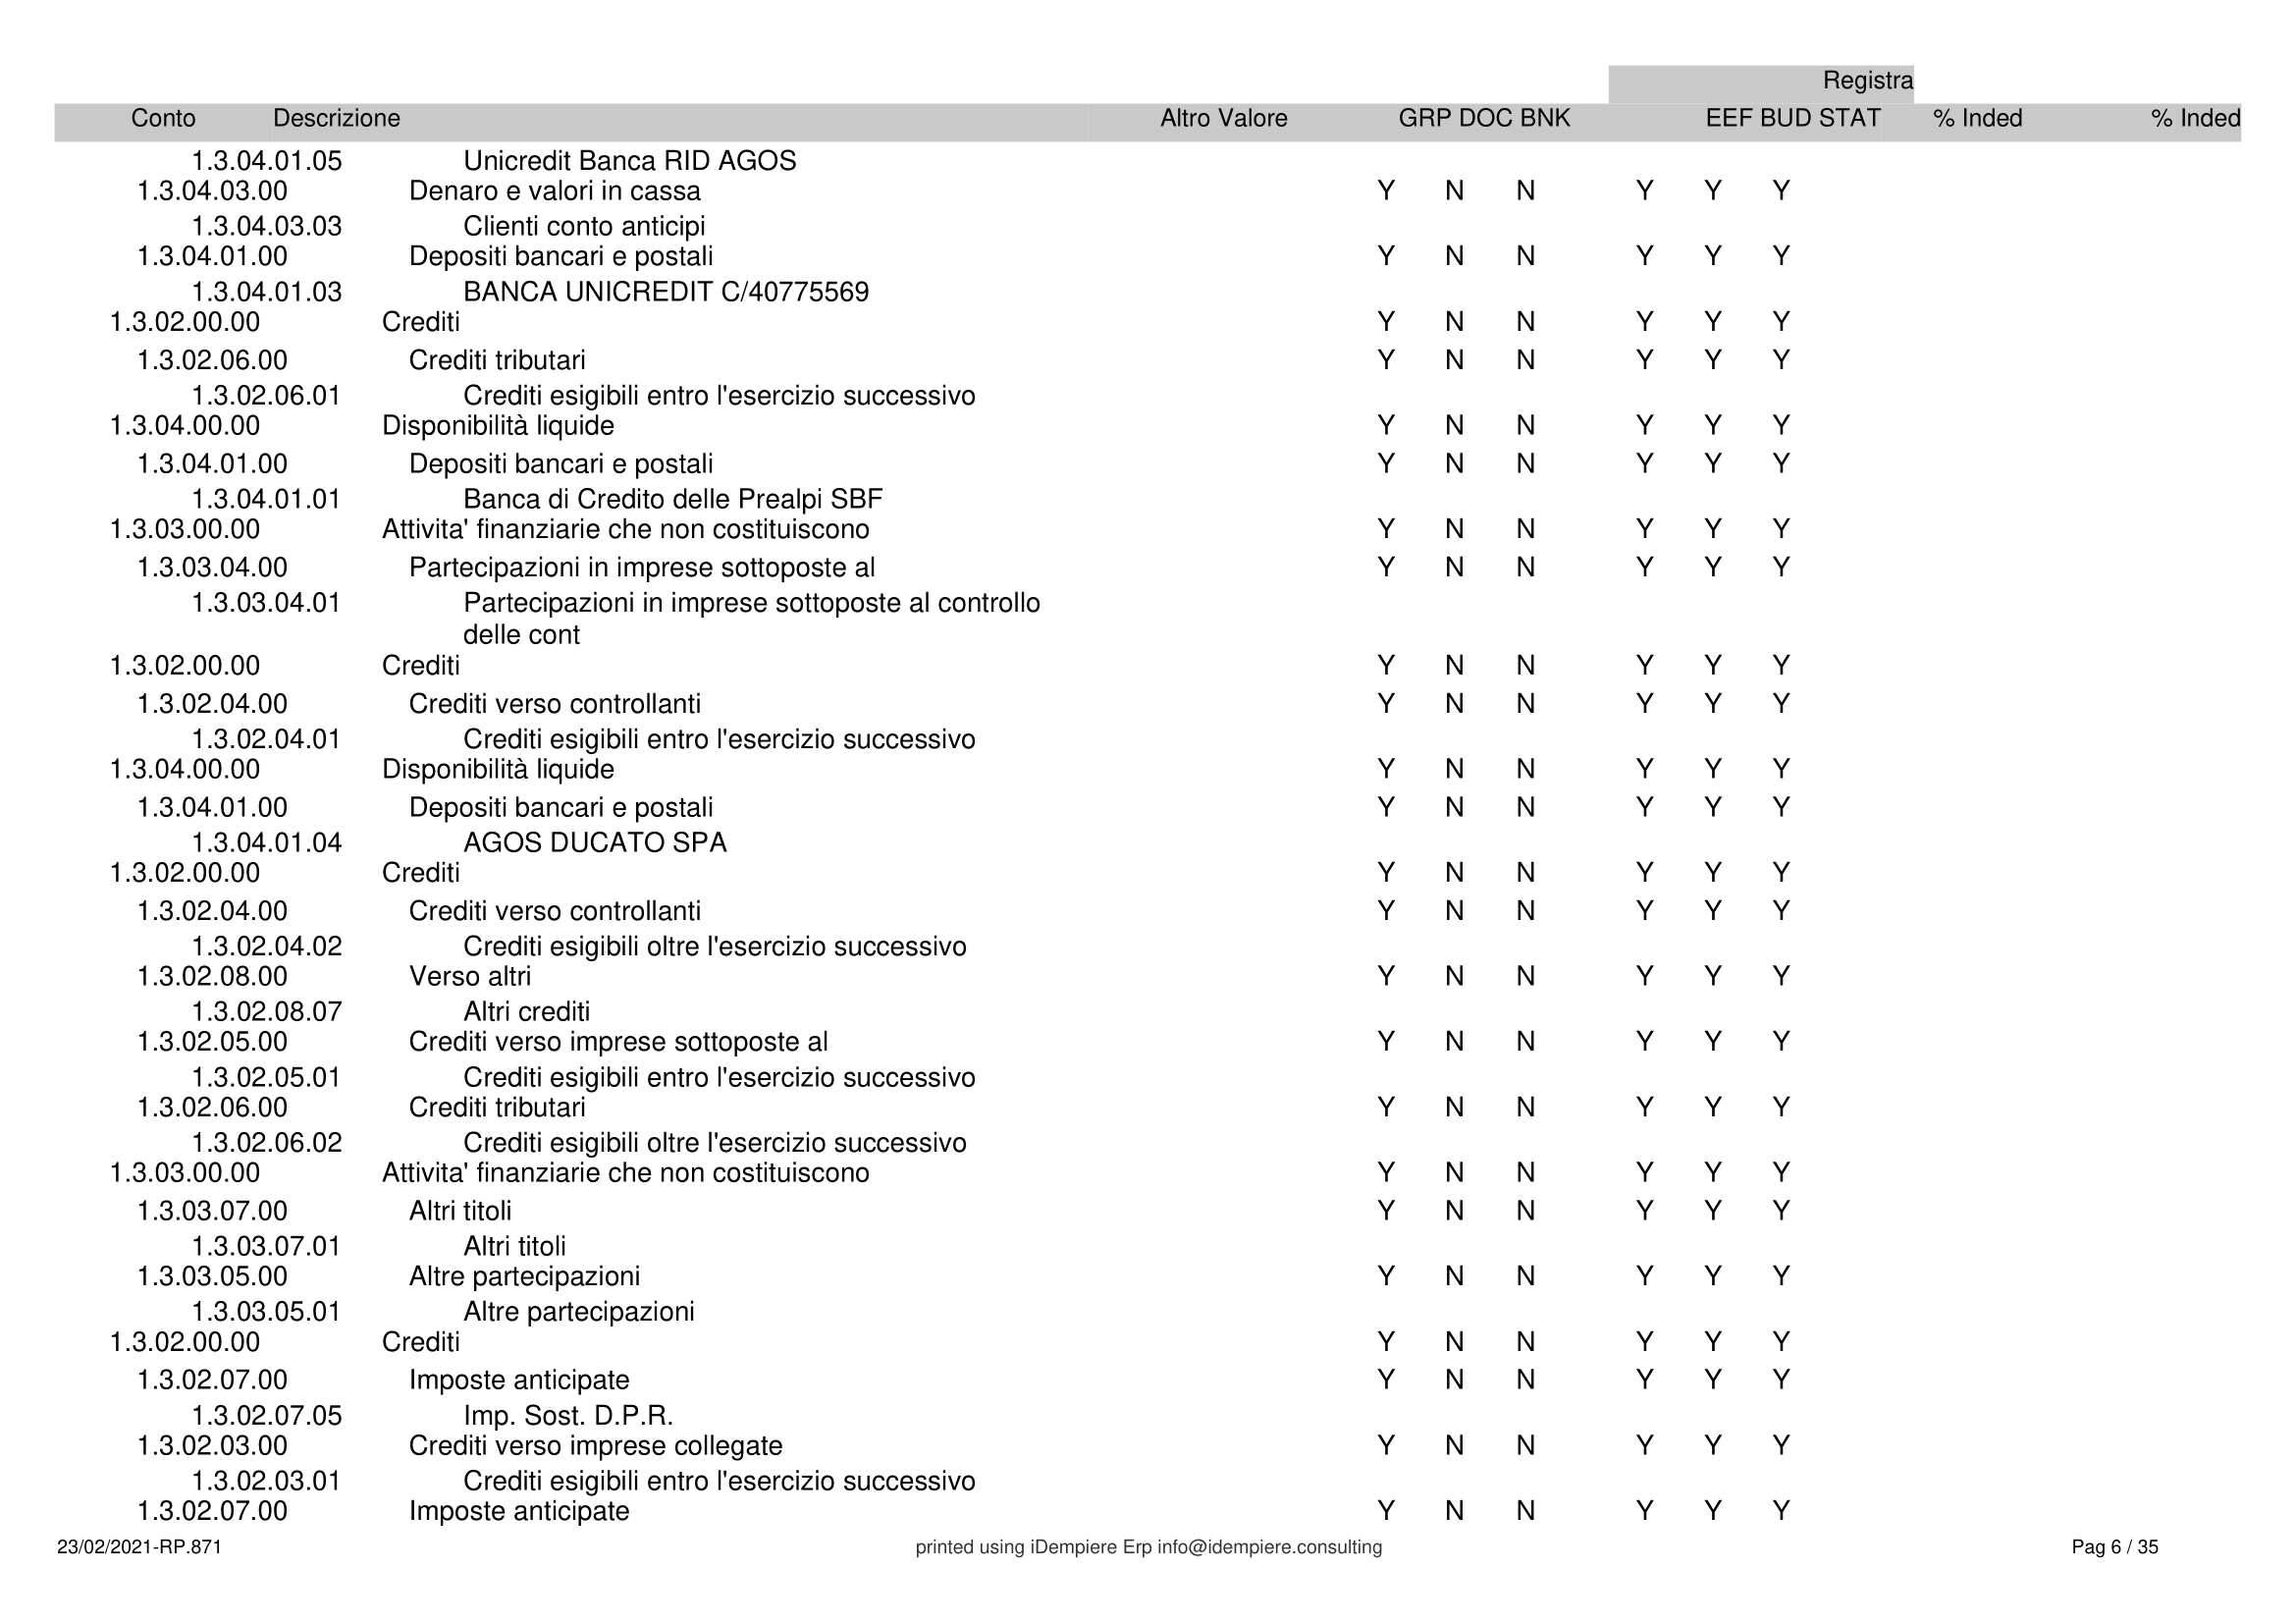 Registra
Conto Descrizione Altro Valore GRP DOC BNK EEF BUD STAT % Inded % Inded
1.3.04.01.05 Unicredit Banca RID AGOS
1.3.04.03.00 Denaro e valori in cassa Y N N Y Y Y
1.3.04.03.03 Clienti conto anticipi
1.3.04.01.00 Depositi bancari e postali Y N N Y Y Y
1.3.04.01.03 BANCA UNICREDIT C/40775569
1.3.02.00.00 Crediti Y N N Y Y Y
1.3.02.06.00 Crediti tributari Y N N Y Y Y
1.3.02.06.01 Crediti esigibili entro l'esercizio successivo
1.3.04.00.00 Disponibilità liquide Y N N Y Y Y
1.3.04.01.00 Depositi bancari e postali Y N N Y Y Y
1.3.04.01.01 Banca di Credito delle Prealpi SBF
1.3.03.00.00 Attivita' finanziarie che non costituiscono Y N N Y Y Y
1.3.03.04.00 Partecipazioni in imprese sottoposte al Y N N Y Y Y
1.3.03.04.01 Partecipazioni in imprese sottoposte al controllo
delle cont
1.3.02.00.00 Crediti Y N N Y Y Y
1.3.02.04.00 Crediti verso controllanti Y N N Y Y Y
1.3.02.04.01 Crediti esigibili entro l'esercizio successivo
1.3.04.00.00 Disponibilità liquide Y N N Y Y Y
1.3.04.01.00 Depositi bancari e postali Y N N Y Y Y
1.3.04.01.04 AGOS DUCATO SPA
1.3.02.00.00 Crediti Y N N Y Y Y
1.3.02.04.00 Crediti verso controllanti Y N N Y Y Y
1.3.02.04.02 Crediti esigibili oltre l'esercizio successivo
1.3.02.08.00 Verso altri Y N N Y Y Y
1.3.02.08.07 Altri crediti
1.3.02.05.00 Crediti verso imprese sottoposte al Y N N Y Y Y
1.3.02.05.01 Crediti esigibili entro l'esercizio successivo
1.3.02.06.00 Crediti tributari Y N N Y Y Y
1.3.02.06.02 Crediti esigibili oltre l'esercizio successivo
1.3.03.00.00 Attivita' finanziarie che non costituiscono Y N N Y Y Y
1.3.03.07.00 Altri titoli Y N N Y Y Y
1.3.03.07.01 Altri titoli
1.3.03.05.00 Altre partecipazioni Y N N Y Y Y
1.3.03.05.01 Altre partecipazioni
1.3.02.00.00 Crediti Y N N Y Y Y
1.3.02.07.00 Imposte anticipate Y N N Y Y Y
1.3.02.07.05 Imp. Sost. D.P.R.
1.3.02.03.00 Crediti verso imprese collegate Y N N Y Y Y
1.3.02.03.01 Crediti esigibili entro l'esercizio successivo
1.3.02.07.00 Imposte anticipate Y N N Y Y Y
23/02/2021-RP.871 printed using iDempiere Erp info@idempiere.consulting Pag 6 / 35